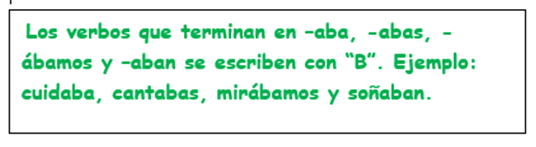 Los verbos que terminan en –aba, -abas, -
ábamos y –aban se escriben con “B”. Ejemplo:
cuidaba, cantabas, mirábamos y soñaban.